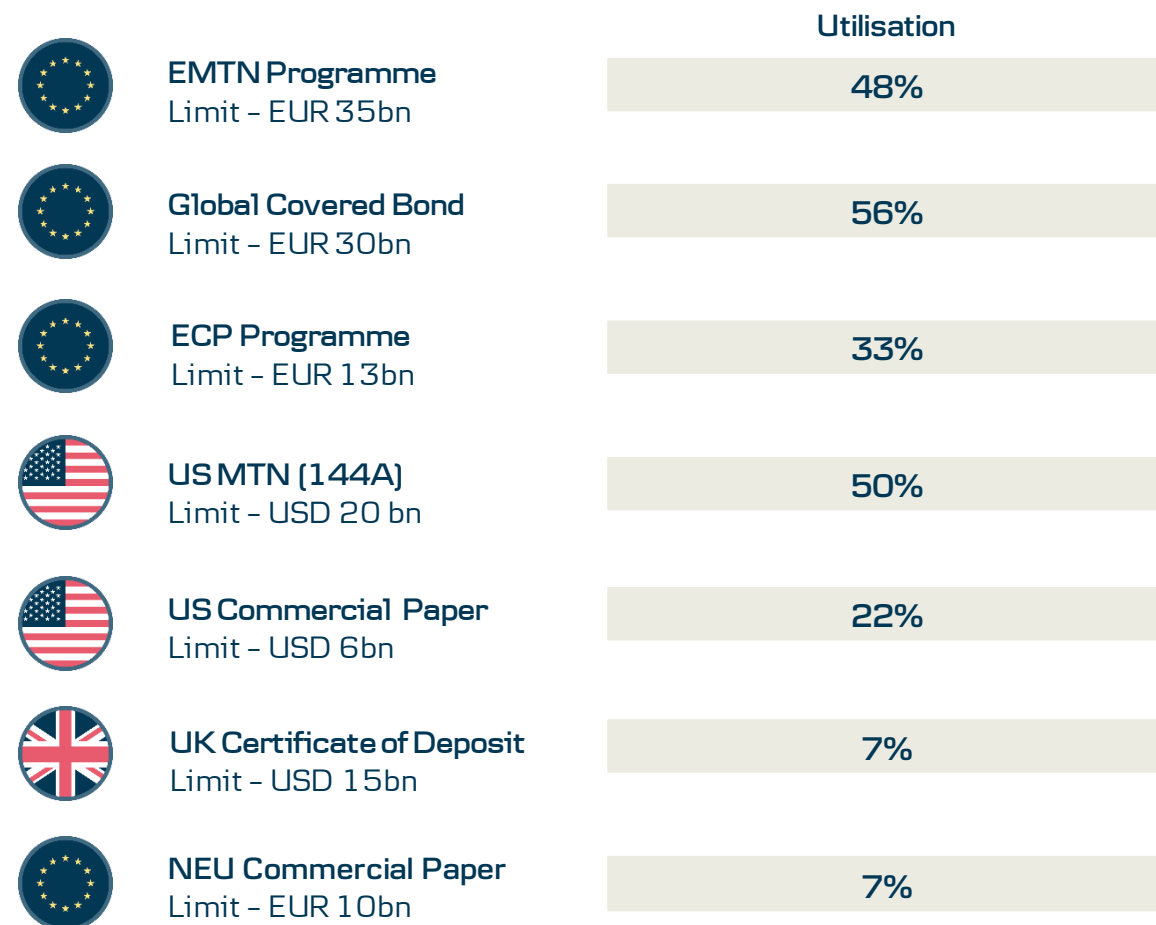 Utilisation
EMTN Programme
Limit – EUR 35bn
48%
Global Covered Bond
Limit – EUR 30bn
56%
ECP Programme
Limit – EUR 13bn
33%
US MTN (144A)
Limit – USD 20 bn
50%
US Commercial Paper
Limit – USD 6bn
22%
UK Certificate of Deposit
Limit – USD 15bn
7%
NEU Commercial Paper
Limit – EUR 10bn
7%